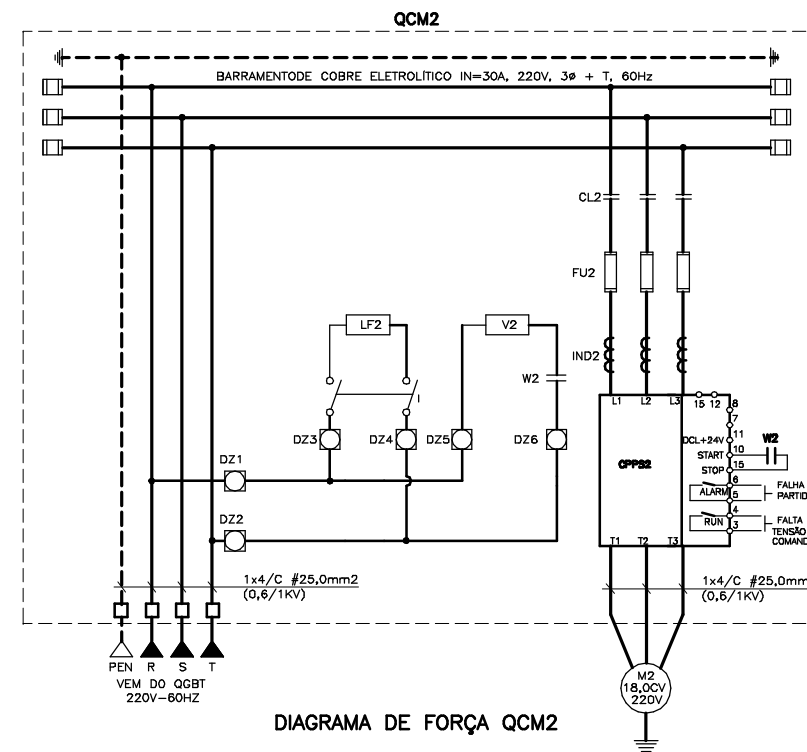 QCM2
BARRAMENTODE COBRE ELETROLÍTICO IN=30A, 220V, 3ø + T, 60Hz
CL2
FU2
LF2
V2
IND2
W2
L1 L2 L3 15 12 8
7
DCL+24V 11
START 10
W2
STOP 15
DZ3 DZ4 DZ5 DZ6
CPPS2
DZ1
ALARM 6
5
FALHA
PARTID
RUN 4
3
FALTA
TENSÃO
COMAND
DZ2
T1 T2 T3
1x4/C #25,0mm2
(0,6/1KV)
1x4/C #25,0mm
(0,6/1KV)
PEN R S T
VEM DO QGBT
220V-60HZ
M2
18,0CV
220V
DIAGRAMA DE FORÇA QCM2